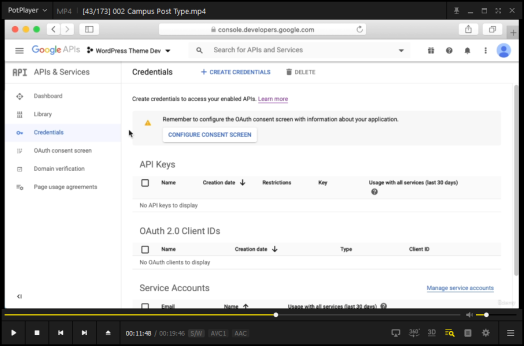 PotPlayer MP4 [43/173] 002 Campus Post Type.mp4
console.developers.google.com
Google APIs WordPress Theme Dev Search for APIs and Services
API APIs & Services Credentials + CREATE CREDENTIALS DELETE
Dashboard
Library
Credentials
OAuth consent screen
Domain verification
Page usage agreements
Create credentials to access your enabled APIs. Learn more
Remember to configure the OAuth consent screen with information about your application.
CONFIGURE CONSENT SCREEN
API Keys
Name Creation date Restrictions Key Usage with all services (last 30 days)
No API keys to display
OAuth 2.0 Client IDs
Name Creation date Type Client ID
No OAuth clients to display
Service Accounts Manage service accounts
Email Name Usage with all services (last 30 days)
00:11:48 / 00:19:46 S/W AVC1 AAC 360° 3D